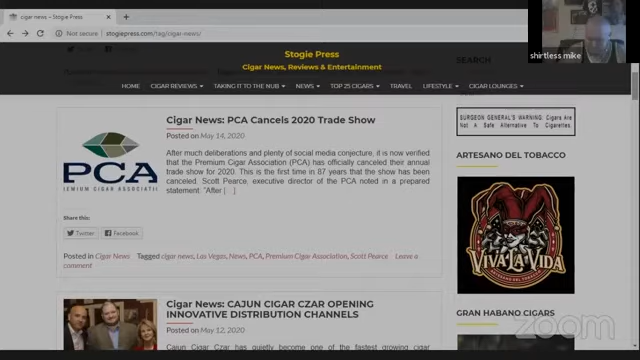 cigar news – Stogie Press
Not secure | stogiepress.com/tag/cigar-news/
shirtless mike
Stogie Press
Cigar News, Reviews & Entertainment
SEARCH
HOME CIGAR REVIEWS TAKING IT TO THE NUB NEWS TOP 25 CIGARS TRAVEL LIFESTYLE CIGAR LOUNGES
Cigar News: PCA Cancels 2020 Trade Show
Posted on May 14, 2020
After much deliberations and plenty of social media conjecture, it is now verified
that the Premium Cigar Association (PCA) has officially canceled their annual
trade show for 2020. This is the first time in 87 years that the show has been
canceled. Scott Pearce, executive director of the PCA noted in a prepared
statement "After […]
PCA
Share this:
Twitter Facebook
Posted in Cigar News Tagged cigar news, Las Vegas, News, PCA, Premium Cigar Association, Scott Pearce Leave a
comment
Cigar News: CAJUN CIGAR CZAR OPENING
INNOVATIVE DISTRIBUTION CHANNELS
Posted on May 12, 2020
Cajun Cigar Czar has quietly become one of the fastest growing cigar
SURGEON GENERAL'S WARNING: Cigars Are
Not A Safe Alternative To Cigarettes.
ARTESANO DEL TOBACCO
VIVA LA VIDA
ARTESANO DEL TOBACCO
GRAN HABANO CIGARS
zoom